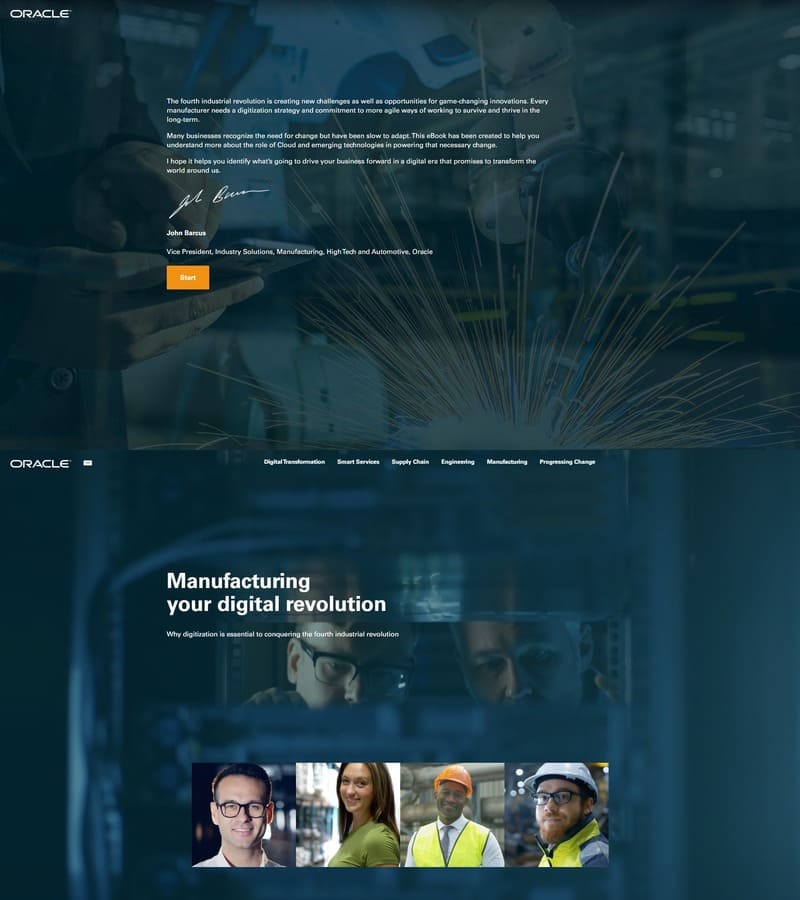 ORACLE
The fourth industrial revolution is creating new challenges as well as opportunities for game-changing innovations. Every
manufacturer needs a digitization strategy and commitment to more agile ways of working to survive and thrive in the
long-term.
Many businesses recognize the need for change but have been slow to adapt. This eBook has been created to help you
understand more about the role of Cloud and emerging technologies in powering that necessary change.
I hope it helps you identify what's going to drive your business forward in a digital era that promises to transform the
world around us.
John Barcus
John Barcus
Vice President, Industry Solutions, Manufacturing, High Tech and Automotive, Oracle
Start
ORACLE
Digital Transformation Smart Services Supply Chain Engineering Manufacturing Progressing Change
Manufacturing
your digital revolution
Why digitization is essential to conquering the fourth industrial revolution